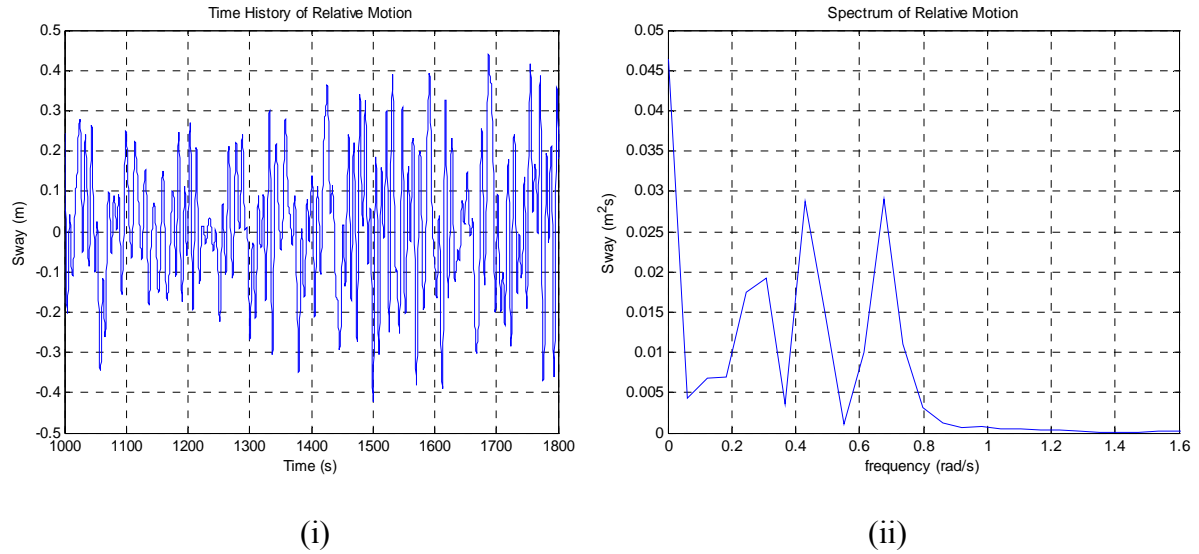 Time History of Relative Motion
0.5
0.4
0.3
0.2
0.1
0
-0.1
-0.2
-0.3
-0.4
-0.5
Sway (m)
1000 1100 1200 1300 1400 1500 1600 1700 1800
Time (s)
(i)
Spectrum of Relative Motion
0.05
0.045
0.04
0.035
0.03
0.025
0.02
0.015
0.01
0.005
0
Sway (m²s)
0 0.2 0.4 0.6 0.8 1 1.2 1.4 1.6
frequency (rad/s)
(ii)